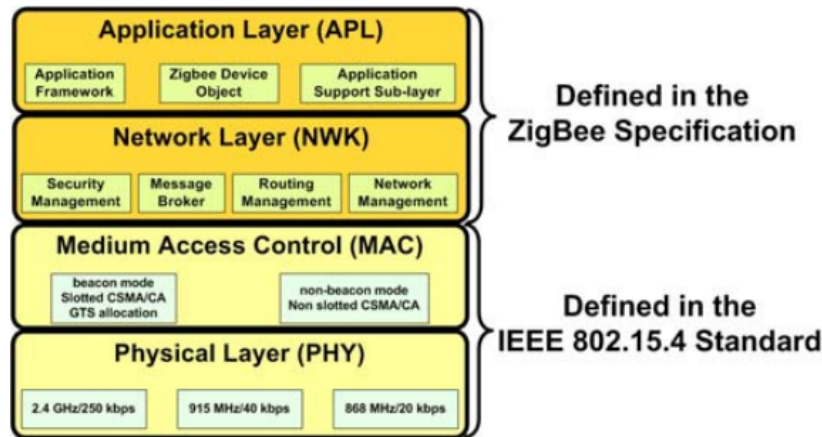 Application Layer (APL)
Application
Framework
Zigbee Device
Object
Application
Support Sub-layer
Defined in the
ZigBee Specification
Network Layer (NWK)
Security
Management
Message
Broker
Routing
Management
Network
Management
Medium Access Control (MAC)
beacon mode
Slotted CSMA/CA
GTS allocation
non-beacon mode
Non slotted CSMA/CA
Defined in the
IEEE 802.15.4 Standard
Physical Layer (PHY)
2.4 GHz/250 kbps
915 MHz/40 kbps
868 MHz/20 kbps